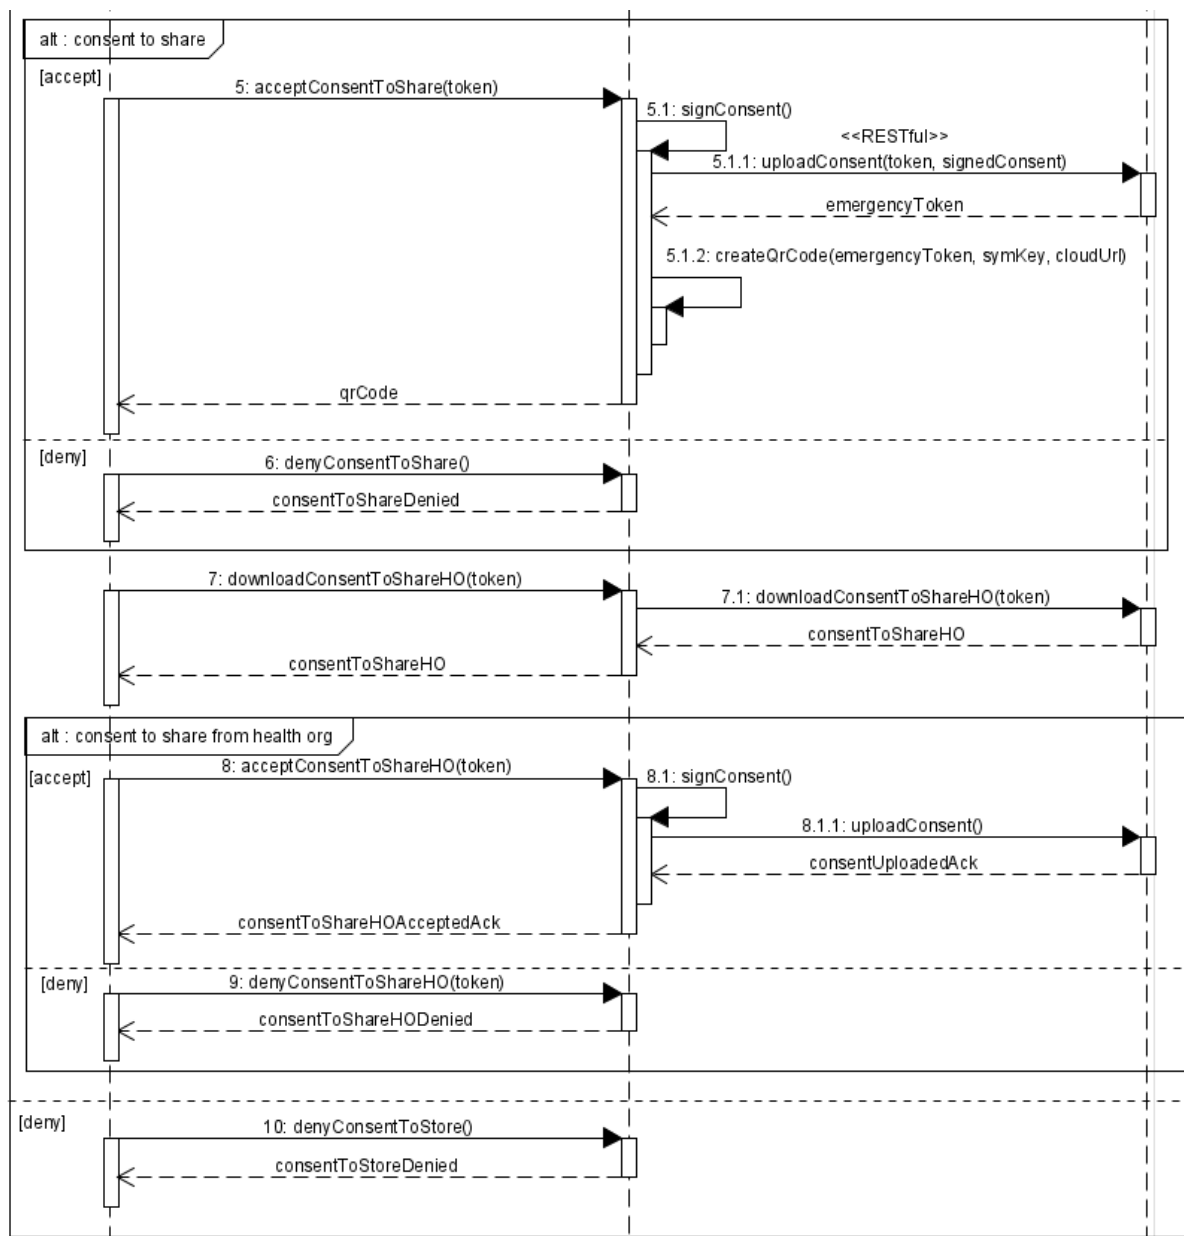 alt : consent to share
[accept]
5: acceptConsentToShare(token)
5.1: signConsent()
<<RESTful>>
5.1.1: uploadConsent(token, signedConsent)
emergencyToken
5.1.2: createQrCode(emergencyToken, symKey, cloudUrl)
qrCode
[deny]
6: denyConsentToShare()
consentToShareDenied
7: downloadConsentToShareHO(token)
7.1: downloadConsentToShareHO(token)
consentToShareHO
consentToShareHO
alt : consent to share from health org
[accept]
8: acceptConsentToShareHO(token)
8.1: signConsent()
8.1.1: uploadConsent()
consentUploadedAck
consentToShareHOAcceptedAck
[deny]
9: denyConsentToShareHO(token)
consentToShareHODenied
[deny]
10: denyConsentToStore()
consentToStoreDenied